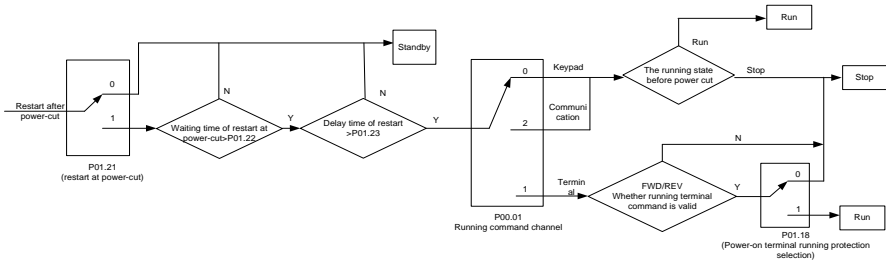 Restart after
power-cut
0
1
P01.21
(restart at power-cut)
N
Waiting time of restart at
power-cut>P01.22
Y
N
Delay time of restart
>P01.23
Y
Standby
0
2
1
P00.01
Running command channel
Keypad
Communi
cation
Termin
al
Run
The running state
before power cut
Run
Stop
Stop
N
FWD/REV
Whether running terminal
command is valid
Y
0
1
P01.18
(Power-on terminal running protection
selection)
Run